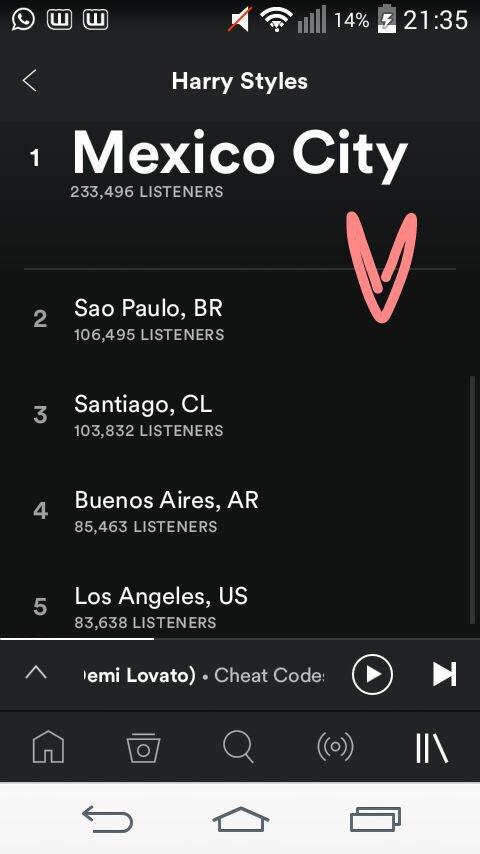 14% 21:35
Harry Styles
1 Mexico City
233,496 LISTENERS
2 Sao Paulo, BR
106,495 LISTENERS
3 Santiago, CL
103,832 LISTENERS
4 Buenos Aires, AR
85,463 LISTENERS
5 Los Angeles, US
83,638 LISTENERS
emi Lovato) • Cheat Code